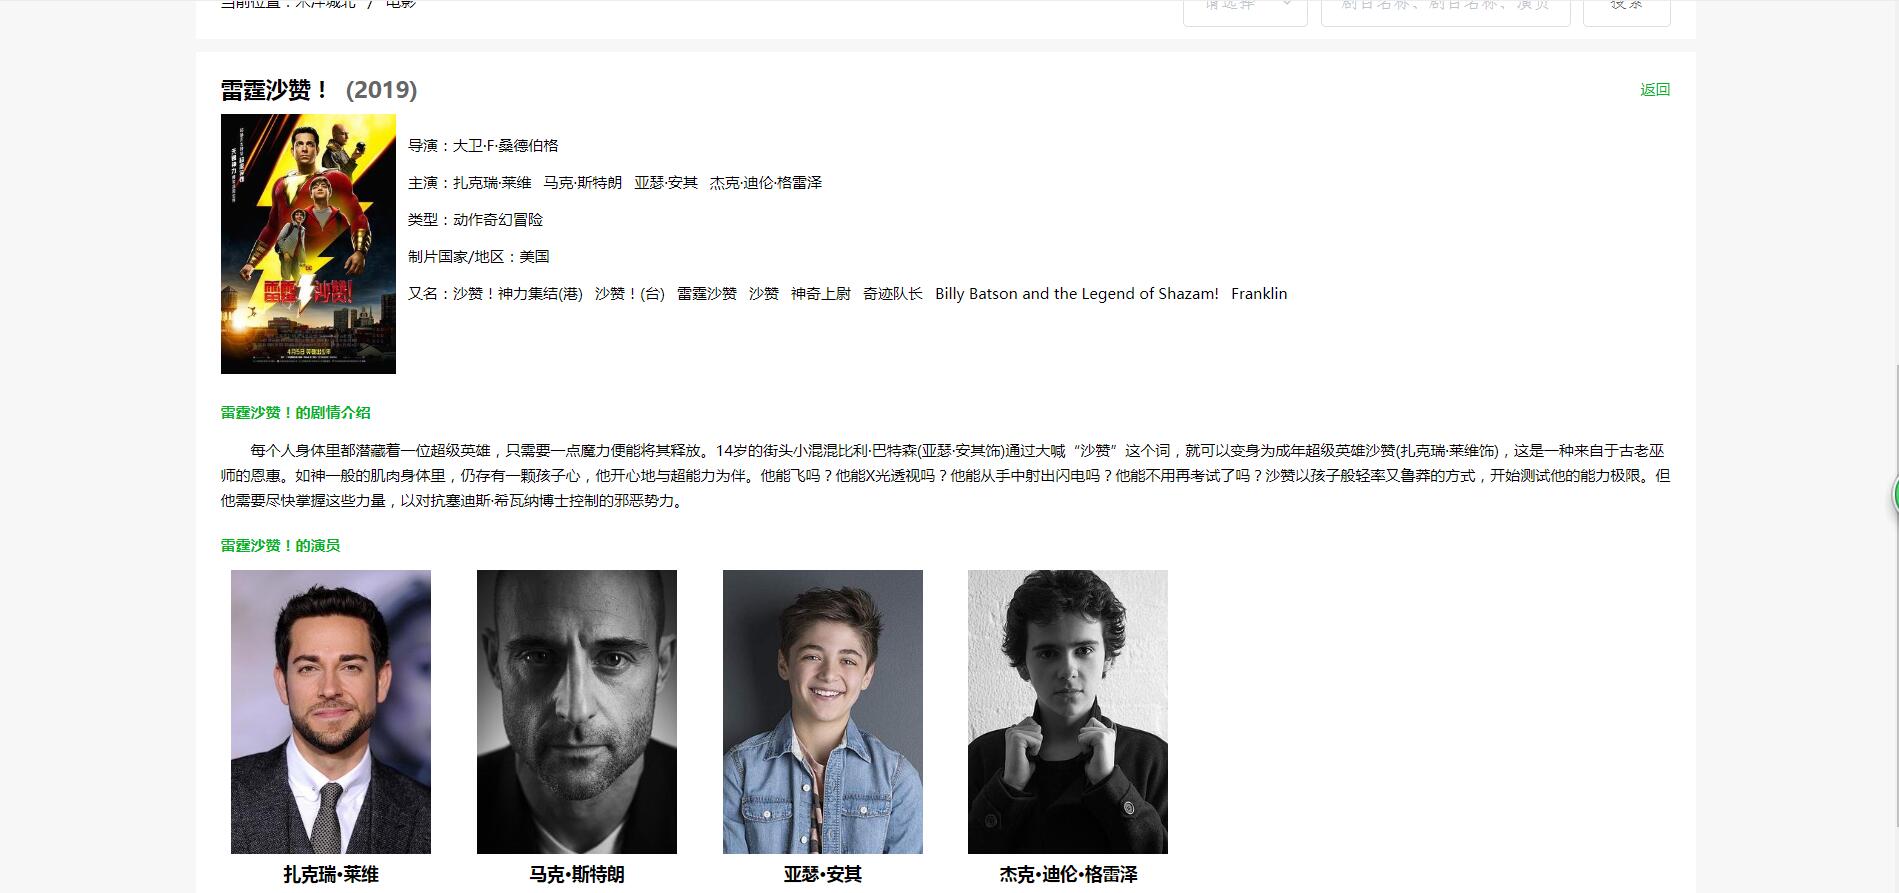 当前位置：米洋城北 / 电影
请选择
剧目名称、剧目名称、演员
搜索
雷霆沙赞！ (2019)
返回
导演：大卫·F·桑德伯格
主演：扎克瑞·莱维 马克·斯特朗 亚瑟·安其 杰克·迪伦·格雷泽
类型：动作奇幻冒险
制片国家/地区：美国
又名：沙赞！神力集结(港) 沙赞！(台) 雷霆沙赞 沙赞 神奇上尉 奇迹队长 Billy Batson and the Legend of Shazam! Franklin
雷霆沙赞!
4月5日
雷霆沙赞！的剧情介绍
每个人身体里都潜藏着一位超级英雄，只需要一点魔力便能将其释放。14岁的街头小混混比利·巴特森(亚瑟·安其饰)通过大喊“沙赞”这个词，就可以变身为成年超级英雄沙赞(扎克瑞·莱维饰)，这是一种来自于古老巫
师的恩惠。如神一般的肌肉身体里，仍存有一颗孩子心，他开心地与超能力为伴。他能飞吗？他能X光透视吗？他能从手中射出闪电吗？他能不用再考试了吗？沙赞以孩子般轻率又鲁莽的方式，开始测试他的能力极限。但
他需要尽快掌握这些力量，以对抗塞迪斯·希瓦纳博士控制的邪恶势力。
雷霆沙赞！的演员
扎克瑞·莱维
马克·斯特朗
亚瑟·安其
杰克·迪伦·格雷泽